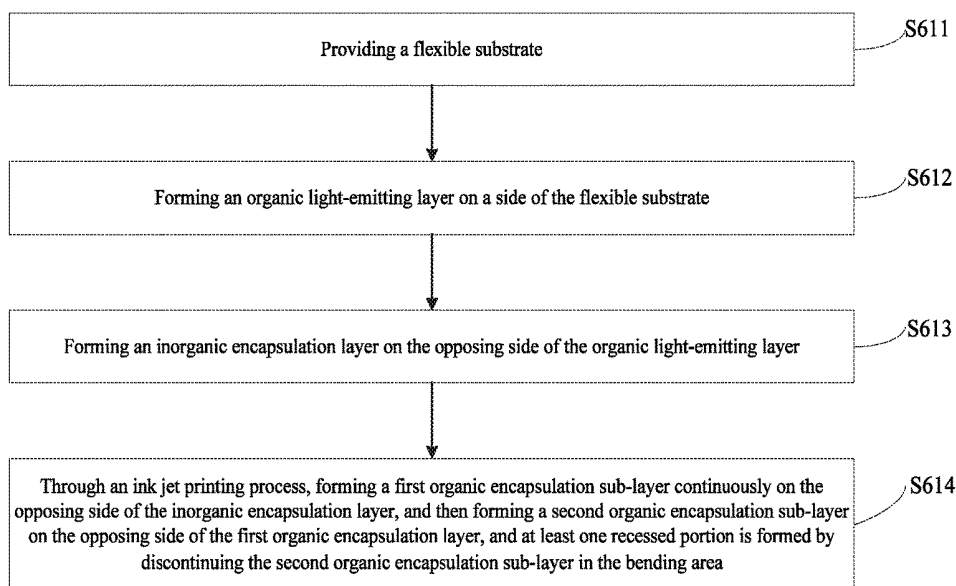 Providing a flexible substrate
S611
Forming an organic light-emitting layer on a side of the flexible substrate
S612
Forming an inorganic encapsulation layer on the opposing side of the organic light-emitting layer
S613
Through an ink jet printing process, forming a first organic encapsulation sub-layer continuously on the
opposing side of the inorganic encapsulation layer, and then forming a second organic encapsulation sub-layer
on the opposing side of the first organic encapsulation layer, and at least one recessed portion is formed by
discontinuing the second organic encapsulation sub-layer in the bending area
S614